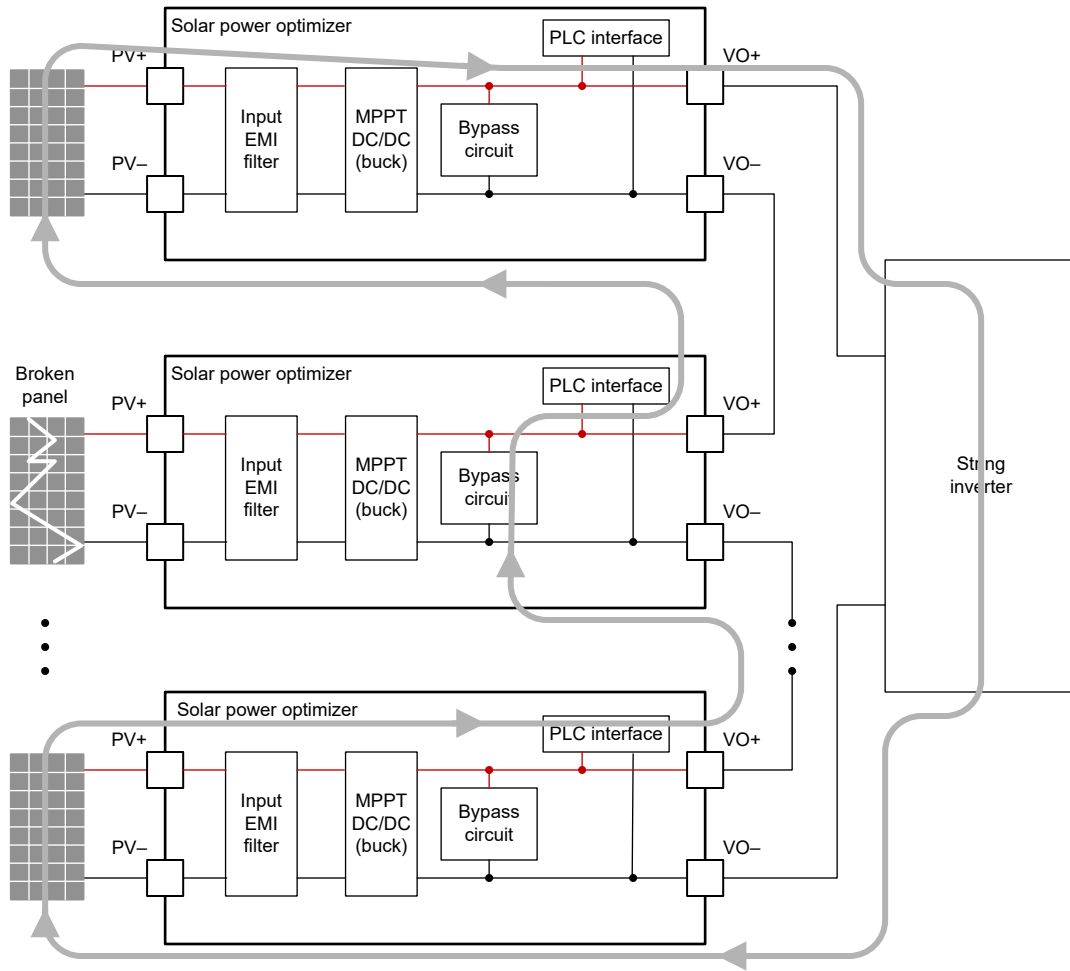 Solar power optimizer
PLC interface
PV+
VO+
Input
EMI
filter
MPPT
DC/DC
(buck)
Bypass
circuit
PV–
VO–
Broken
panel
Solar power optimizer
PLC interface
PV+
VO+
Input
EMI
filter
MPPT
DC/DC
(buck)
Bypass
circuit
PV–
VO–
String
inverter
Solar power optimizer
PLC interface
PV+
VO+
Input
EMI
filter
MPPT
DC/DC
(buck)
Bypass
circuit
PV–
VO–